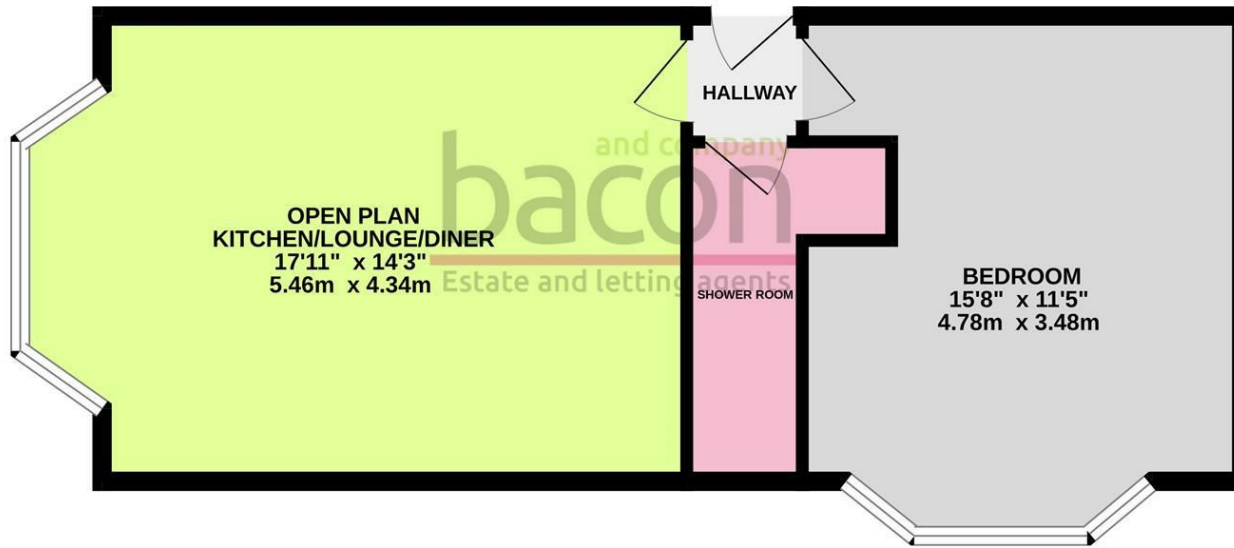 HALLWAY
and company
bacon
Estate and letting agents
OPEN PLAN
KITCHEN/LOUNGE/DINER
17'11" x 14'3"
5.46m x 4.34m
SHOWER ROOM
BEDROOM
15'8" x 11'5"
4.78m x 3.48m